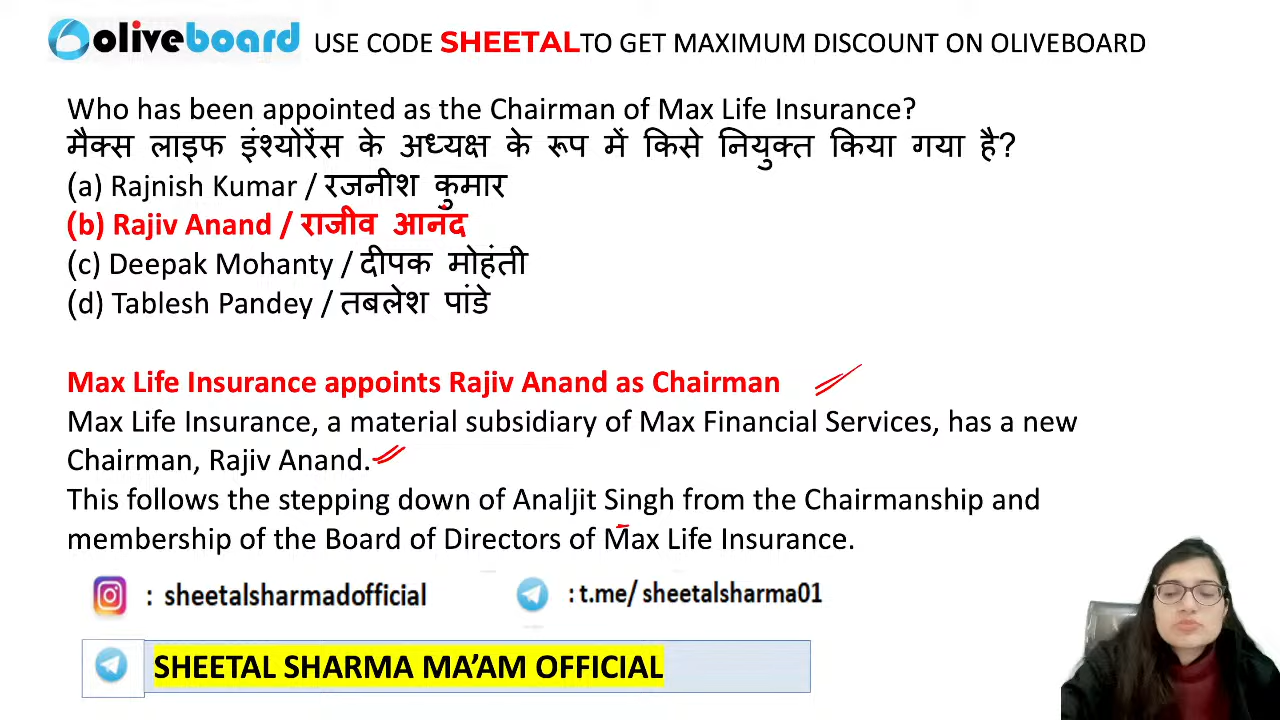 oliveboard USE CODE SHEETAL TO GET MAXIMUM DISCOUNT ON OLIVEBOARD
Who has been appointed as the Chairman of Max Life Insurance?
मैक्स लाइफ इंश्योरेंस के अध्यक्ष के रूप में किसे नियुक्त किया गया है?
(a) Rajnish Kumar / रजनीश कुमार
(b) Rajiv Anand / राजीव आनंद
(c) Deepak Mohanty / दीपक मोहंती
(d) Tablesh Pandey / तबलेश पांडे
Max Life Insurance appoints Rajiv Anand as Chairman
Max Life Insurance, a material subsidiary of Max Financial Services, has a new
Chairman, Rajiv Anand.
This follows the stepping down of Analjit Singh from the Chairmanship and
membership of the Board of Directors of Max Life Insurance.
: sheetalsharmadofficial : t.me/ sheetalsharma01
SHEETAL SHARMA MA’AM OFFICIAL